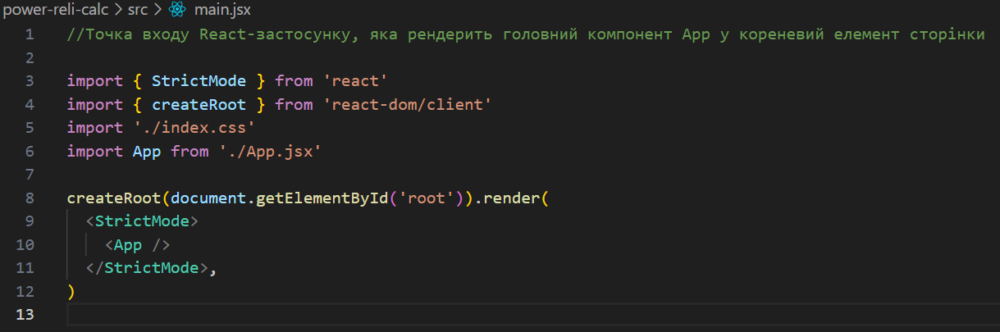 power-reli-calc > src > main.jsx
1 //Точка входу React-застосунку, яка рендерить головний компонент App у кореневий елемент сторінки
2
3 import { StrictMode } from 'react'
4 import { createRoot } from 'react-dom/client'
5 import './index.css'
6 import App from './App.jsx'
7
8 createRoot(document.getElementById('root')).render(
9   <StrictMode>
10     <App />
11   </StrictMode>,
12 )
13